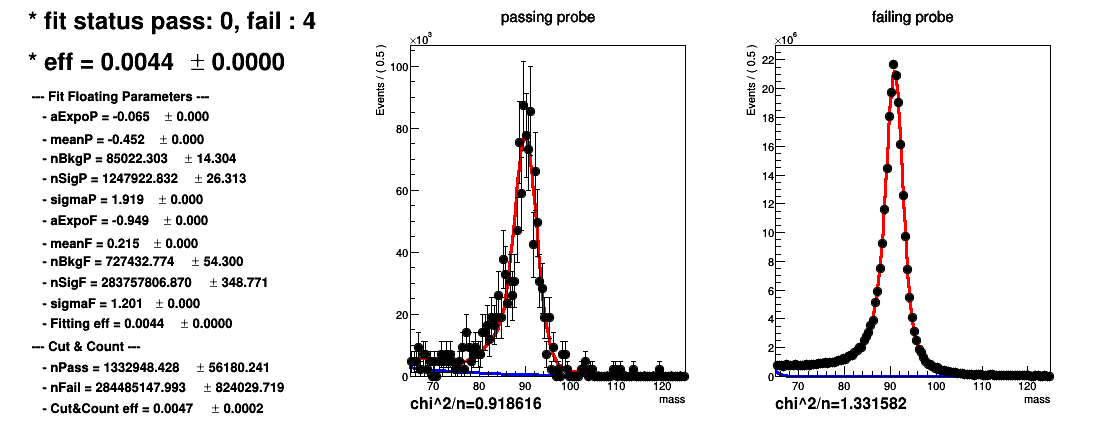 * fit status pass: 0, fail : 4
* eff = 0.0044 ± 0.0000
--- Fit Floating Parameters ---
- aExpoP = -0.065 ± 0.000
- meanP = -0.452 ± 0.000
- nBkgP = 85022.303 ± 14.304
- nSigP = 1247922.832 ± 26.313
- sigmaP = 1.919 ± 0.000
- aExpoF = -0.949 ± 0.000
- meanF = 0.215 ± 0.000
- nBkgF = 727432.774 ± 54.300
- nSigF = 283757806.870 ± 348.771
- sigmaF = 1.201 ± 0.000
- Fitting eff = 0.0044 ± 0.0000
--- Cut & Count ---
- nPass = 1332948.428 ± 56180.241
- nFail = 284485147.993 ± 824029.719
- Cut&Count eff = 0.0047 ± 0.0002
passing probe
×10³
Events / ( 0.5 )
100
80
60
40
20
0
70 80 90 100 110 120
mass
chi^2/n=0.918616
failing probe
×10⁶
Events / ( 0.5 )
22
20
18
16
14
12
10
8
6
4
2
0
70 80 90 100 110 120
mass
chi^2/n=1.331582